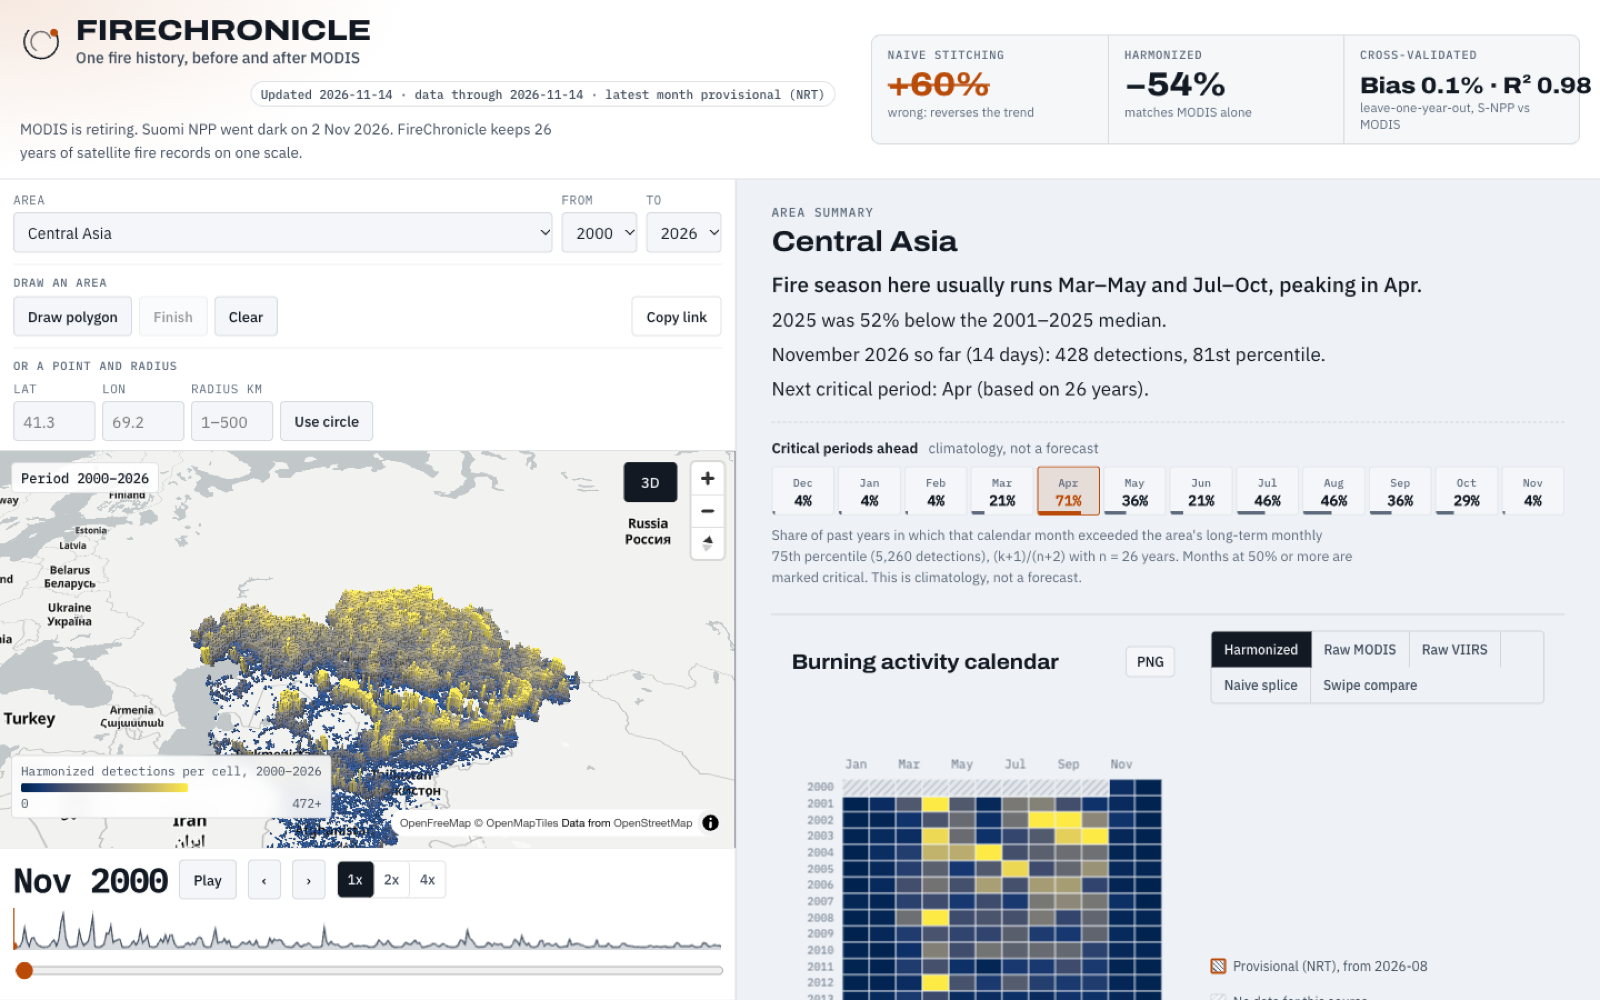 FIRECHRONICLE
One fire history, before and after MODIS
Updated 2026-11-14 · data through 2026-11-14 · latest month provisional (NRT)
MODIS is retiring. Suomi NPP went dark on 2 Nov 2026. FireChronicle keeps 26
years of satellite fire records on one scale.
NAIVE STITCHING
+60%
wrong: reverses the trend
HARMONIZED
−54%
matches MODIS alone
CROSS-VALIDATED
Bias 0.1% · R² 0.98
leave-one-year-out, S-NPP vs
MODIS
AREA
FROM
TO
Central Asia
2000
2026
DRAW AN AREA
Draw polygon
Finish
Clear
Copy link
OR A POINT AND RADIUS
LAT
LON
RADIUS KM
41.3
69.2
1–500
Use circle
Period 2000–2026
3D
+
−
way
Finland
Estonia
Latvia
Russia
Россия
nd
Belarus
Беларусь
Ukraine
Україна
ia
Turkey
Armenia
Հայաստան
Harmonized detections per cell, 2000–2026
0
472+
Iran
ایران
Afghanistan
OpenFreeMap © OpenMapTiles Data from OpenStreetMap
Nov 2000
Play
‹
›
1x
2x
4x
AREA SUMMARY
Central Asia
Fire season here usually runs Mar–May and Jul–Oct, peaking in Apr.
2025 was 52% below the 2001–2025 median.
November 2026 so far (14 days): 428 detections, 81st percentile.
Next critical period: Apr (based on 26 years).
Critical periods ahead climatology, not a forecast
Dec Jan Feb Mar Apr May Jun Jul Aug Sep Oct Nov
4% 4% 4% 21% 71% 36% 21% 46% 46% 36% 29% 4%
Share of past years in which that calendar month exceeded the area's long-term monthly
75th percentile (5,260 detections), (k+1)/(n+2) with n = 26 years. Months at 50% or more are
marked critical. This is climatology, not a forecast.
Burning activity calendar
PNG
Harmonized
Raw MODIS
Raw VIIRS
Naive splice
Swipe compare
Jan Mar May Jul Sep Nov
2000
2001
2002
2003
2004
2005
2006
2007
2008
2009
2010
2011
2012
2013
Provisional (NRT), from 2026-08
No data for this source